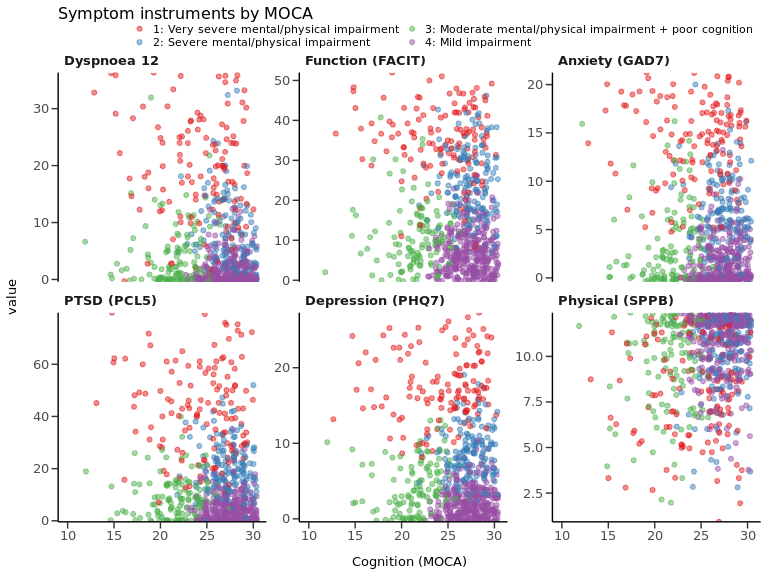 Symptom instruments by MOCA
1: Very severe mental/physical impairment
3: Moderate mental/physical impairment + poor cognition
2: Severe mental/physical impairment
4: Mild impairment
Dyspnoea 12
Function (FACIT)
Anxiety (GAD7)
30
20
10
0
50
40
30
20
10
0
20
15
10
5
0
value
PTSD (PCL5)
Depression (PHQ7)
Physical (SPPB)
60
40
20
0
20
10
0
10.0
7.5
5.0
2.5
10 15 20 25 30
10 15 20 25 30
10 15 20 25 30
Cognition (MOCA)